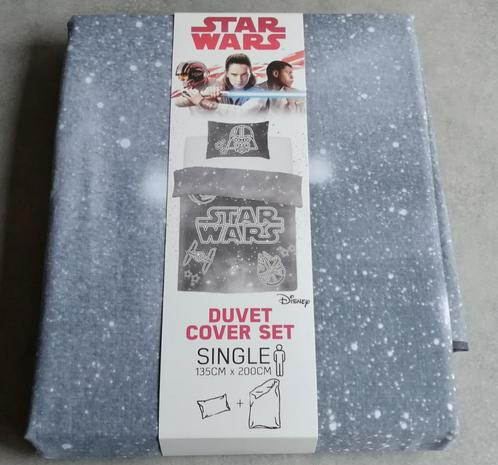 STAR
WARS
STAR
WARS
Disney
DUVET
COVER SET
SINGLE
135CM x 200CM
+